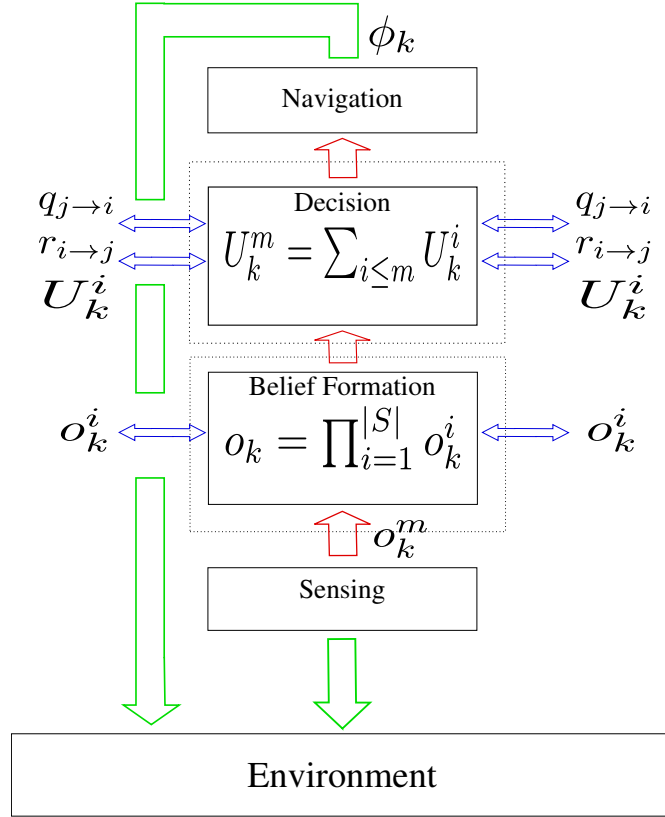 ϕ_k
Navigation
Decision
q_{j→i} q_{j→i}
r_{i→j} U_k^m = ∑_{i≤m} U_k^i r_{i→j}
U_k^i U_k^i
Belief Formation
o_k^i o_k = ∏_{i=1}^{|S|} o_k^i o_k^i
o_k^m
Sensing
Environment